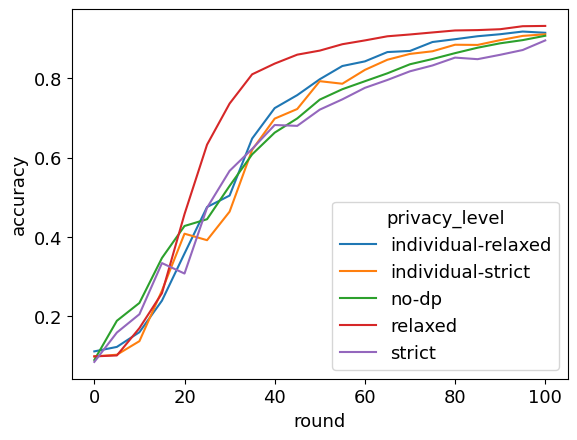 accuracy
0.8
0.6
0.4
0.2
privacy_level
individual-relaxed
individual-strict
no-dp
relaxed
strict
0 20 40 60 80 100
round